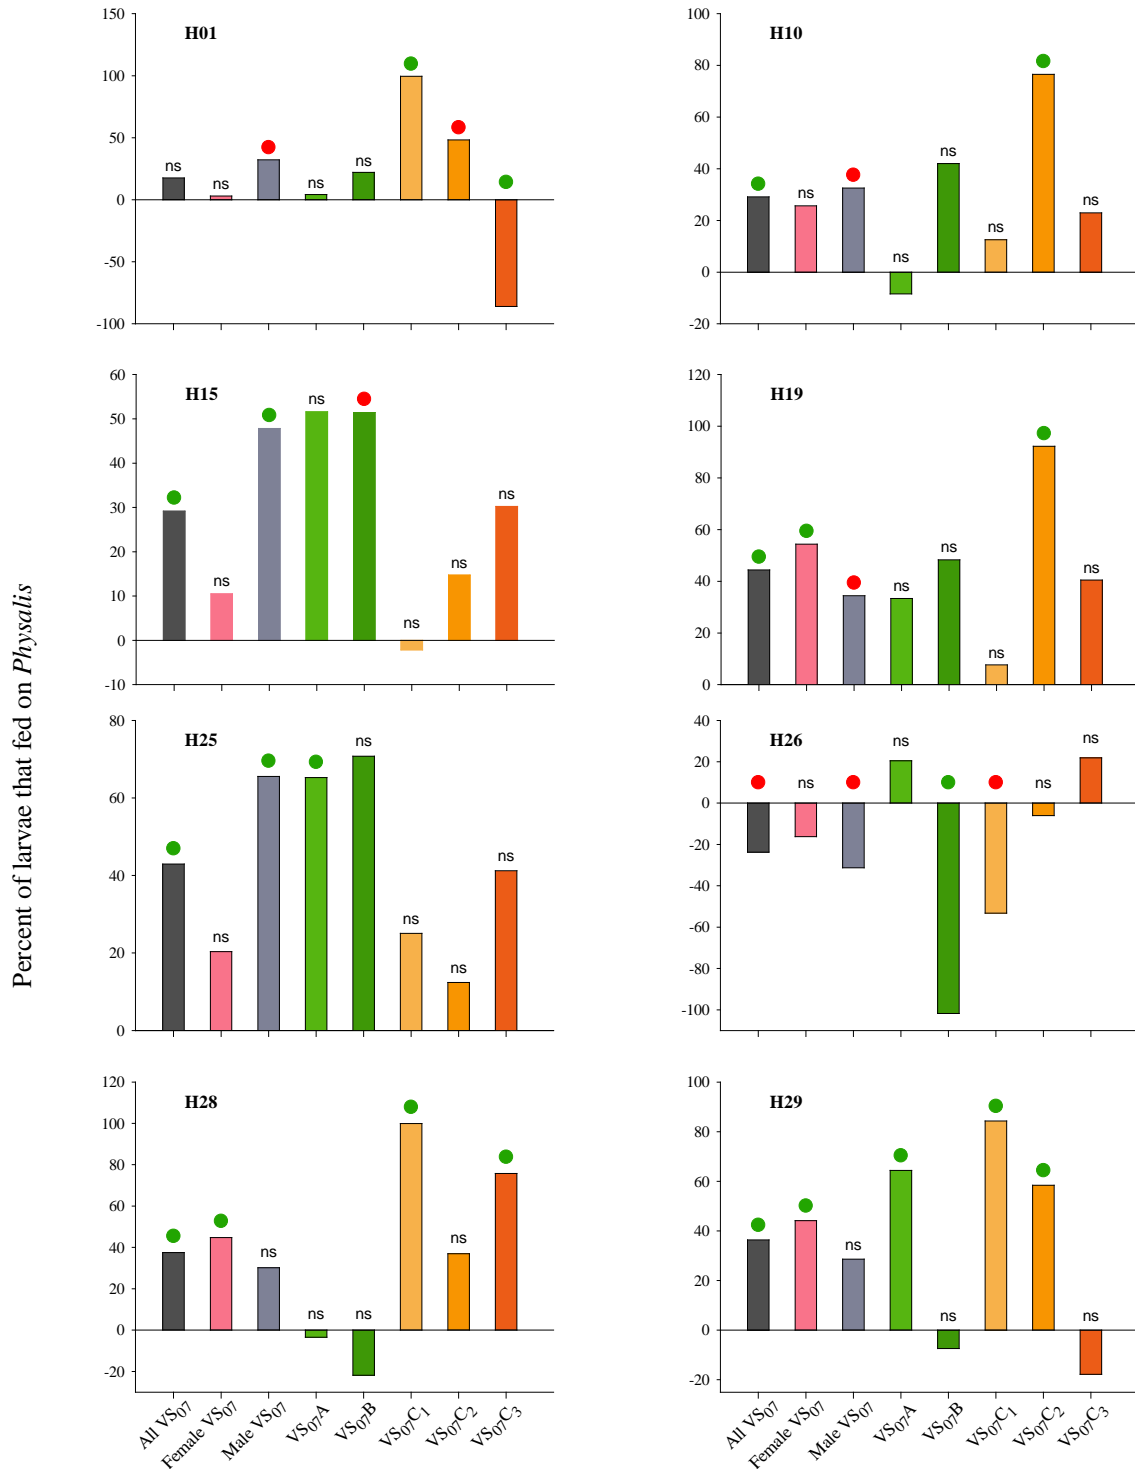 Percent of larvae that fed on Physalis
H01
150
100
50
0
-50
-100
ns
ns
ns
ns
H10
100
80
60
40
20
0
-20
ns
ns
ns
ns
ns
H15
60
50
40
30
20
10
0
-10
ns
ns
ns
ns
ns
H19
120
100
80
60
40
20
0
ns
ns
ns
ns
H25
80
60
40
20
0
ns
ns
ns
ns
ns
H26
40
20
0
-20
-40
-60
-80
-100
ns
ns
ns
ns
H28
120
100
80
60
40
20
0
-20
ns
ns
ns
ns
All VS07
Female VS07
Male VS07
VS07A
VS07B
VS07C1
VS07C2
VS07C3
H29
100
80
60
40
20
0
-20
ns
ns
ns
All VS07
Female VS07
Male VS07
VS07A
VS07B
VS07C1
VS07C2
VS07C3